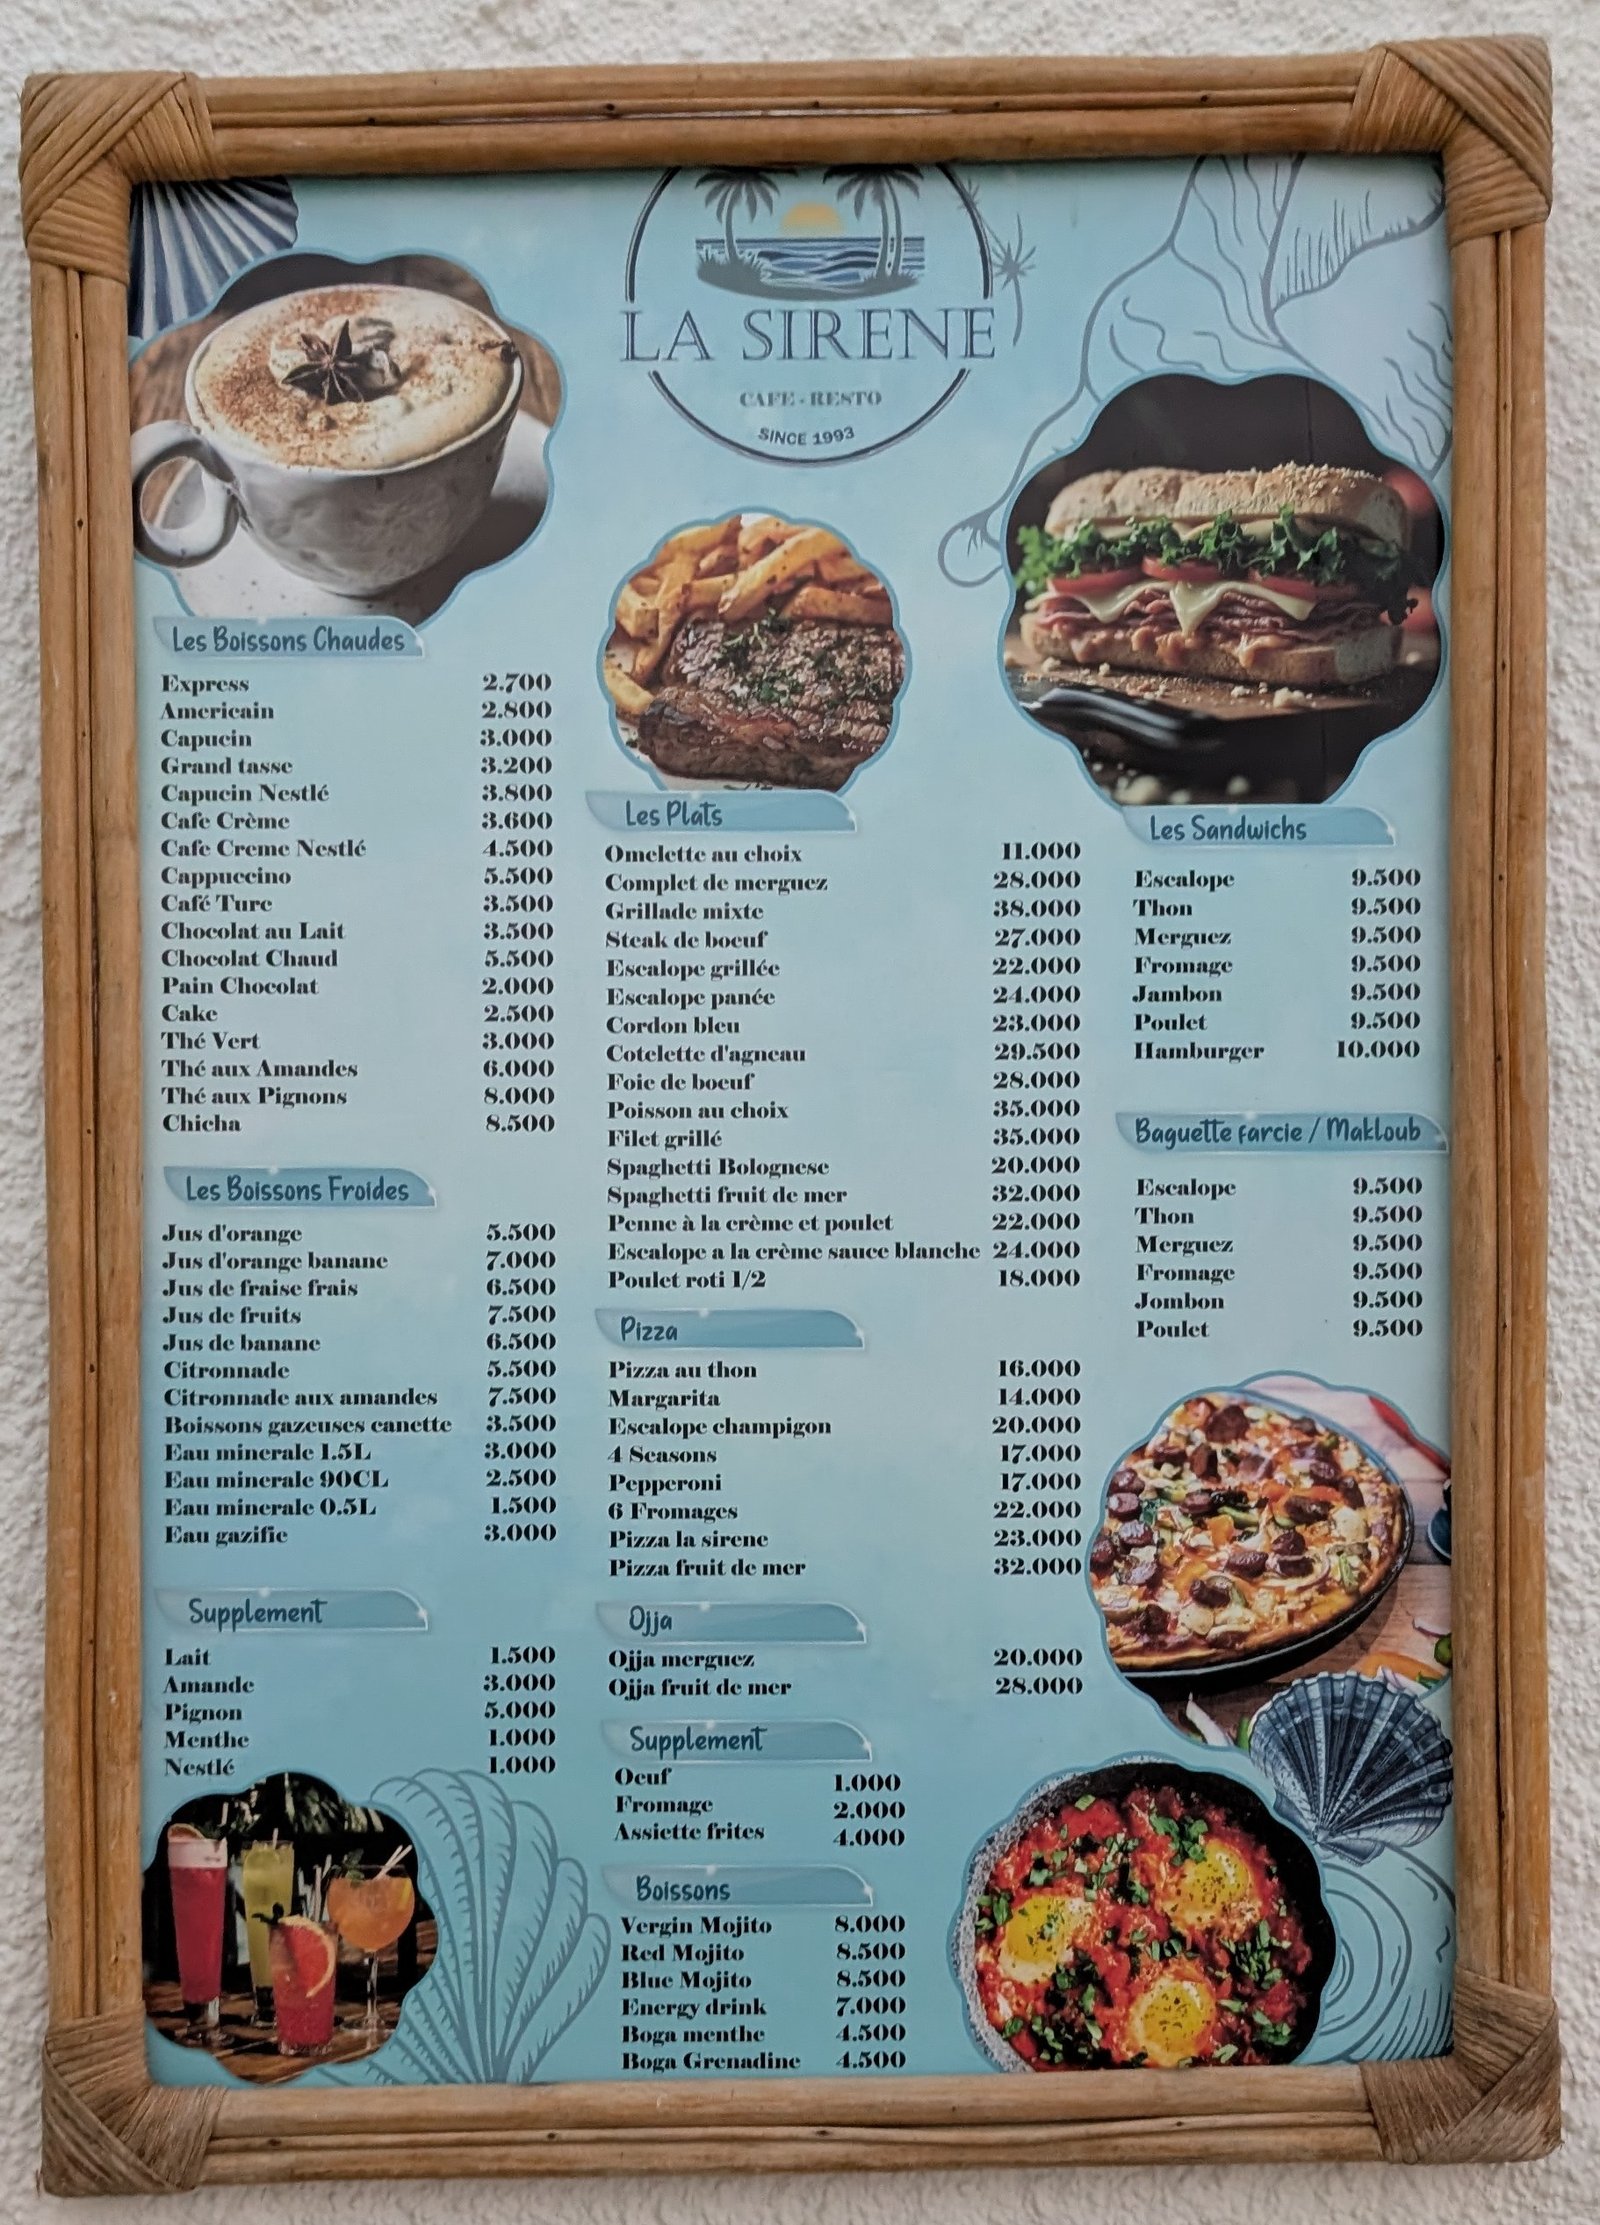 LA SIRENE
CAFE - RESTO
SINCE 1993
Les Boissons Chaudes
Express 2.700
Americain 2.800
Capucin 3.000
Grand tasse 3.200
Capucin Nestlé 3.800
Cafe Crème 3.600
Cafe Creme Nestlé 4.500
Cappuccino 5.500
Café Turc 3.500
Chocolat au Lait 3.500
Chocolat Chaud 5.500
Pain Chocolat 2.000
Cake 2.500
Thé Vert 3.000
Thé aux Amandes 6.000
Thé aux Pignons 8.000
Chicha 8.500
Les Boissons Froides
Jus d'orange 5.500
Jus d'orange banane 7.000
Jus de fraise frais 6.500
Jus de fruits 7.500
Jus de banane 6.500
Citronnade 5.500
Citronnade aux amandes 7.500
Boissons gazeuses canette 3.500
Eau minerale 1.5L 3.000
Eau minerale 90CL 2.500
Eau minerale 0.5L 1.500
Eau gazifie 3.000
Supplement
Lait 1.500
Amande 3.000
Pignon 5.000
Menthe 1.000
Nestlé 1.000
Les Plats
Omelette au choix 11.000
Complet de merguez 28.000
Grillade mixte 38.000
Steak de boeuf 27.000
Escalope grillée 22.000
Escalope panée 24.000
Cordon bleu 23.000
Cotelette d'agneau 29.500
Foie de boeuf 28.000
Poisson au choix 35.000
Filet grillé 35.000
Spaghetti Bolognese 20.000
Spaghetti fruit de mer 32.000
Penne à la crème et poulet 22.000
Escalope a la crème sauce blanche 24.000
Poulet roti 1/2 18.000
Pizza
Pizza au thon 16.000
Margarita 14.000
Escalope champigon 20.000
4 Seasons 17.000
Pepperoni 17.000
6 Fromages 22.000
Pizza la sirene 23.000
Pizza fruit de mer 32.000
Ojja
Ojja merguez 20.000
Ojja fruit de mer 28.000
Supplement
Oeuf 1.000
Fromage 2.000
Assiette frites 4.000
Boissons
Vergin Mojito 8.000
Red Mojito 8.500
Blue Mojito 8.500
Energy drink 7.000
Boga menthe 4.500
Boga Grenadine 4.500
Les Sandwichs
Escalope 9.500
Thon 9.500
Merguez 9.500
Fromage 9.500
Jambon 9.500
Poulet 9.500
Hamburger 10.000
Baguette farcie / Makloub
Escalope 9.500
Thon 9.500
Merguez 9.500
Fromage 9.500
Jombon 9.500
Poulet 9.500